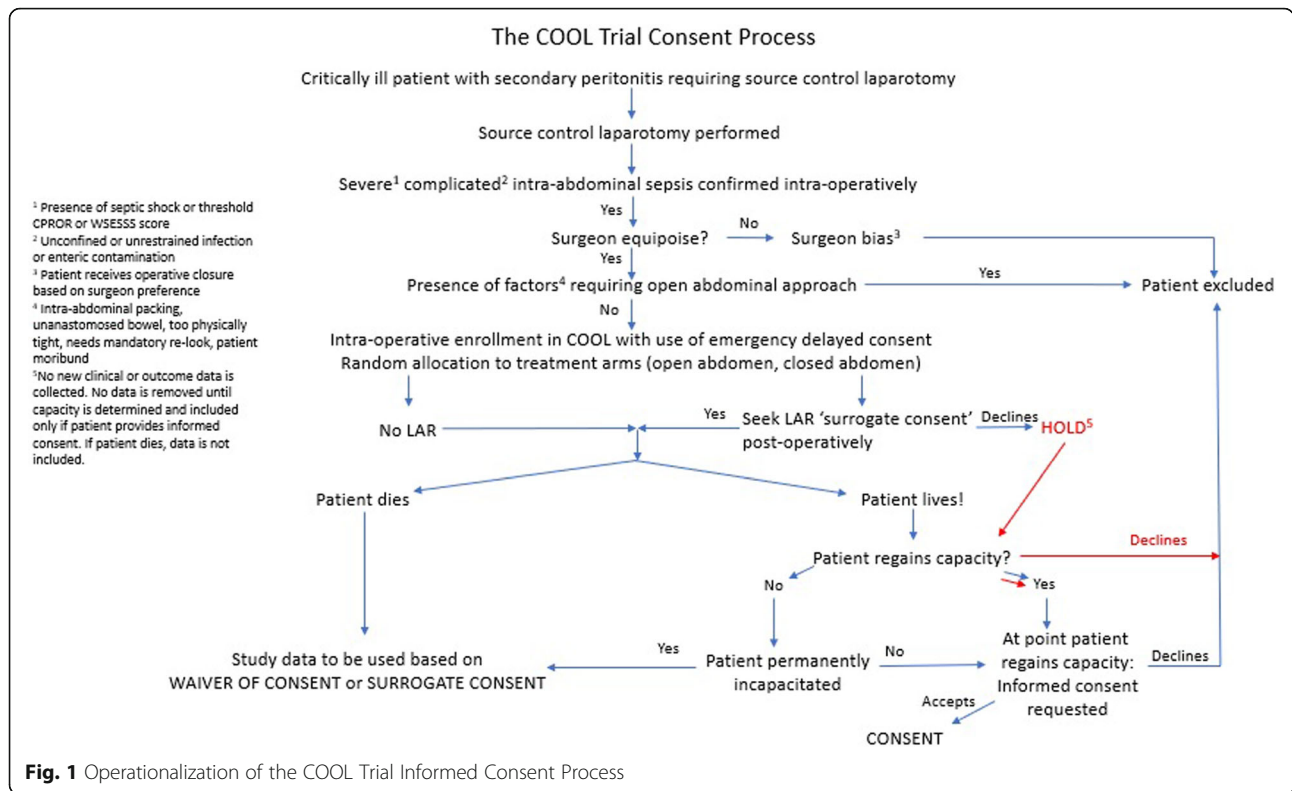 The COOL Trial Consent Process
Critically ill patient with secondary peritonitis requiring source control laparotomy
Source control laparotomy performed
Severe¹ complicated² intra-abdominal sepsis confirmed intra-operatively
Yes
Surgeon equipoise?
No
Surgeon bias³
Yes
Presence of factors⁴ requiring open abdominal approach
Yes
Patient excluded
No
Intra-operative enrollment in COOL with use of emergency delayed consent
Random allocation to treatment arms (open abdomen, closed abdomen)
No LAR
Yes
Seek LAR ‘surrogate consent’
post-operatively
Declines
HOLD⁵
Patient dies
Patient lives!
Patient regains capacity?
Declines
No
Yes
Study data to be used based on
WAIVER OF CONSENT or SURROGATE CONSENT
Yes
Patient permanently
incapacitated
No
At point patient
regains capacity:
Informed consent
requested
Declines
Accepts
CONSENT
¹ Presence of septic shock or threshold
CPROR or WSESSS score
² Unconfined or unrestrained infection
or enteric contamination
³ Patient receives operative closure
based on surgeon preference
⁴ Intra-abdominal packing,
unanastomosed bowel, too physically
tight, needs mandatory re-look, patient
moribund
⁵No new clinical or outcome data is
collected. No data is removed until
capacity is determined and included
only if patient provides informed
consent. If patient dies, data is not
included.
Fig. 1 Operationalization of the COOL Trial Informed Consent Process